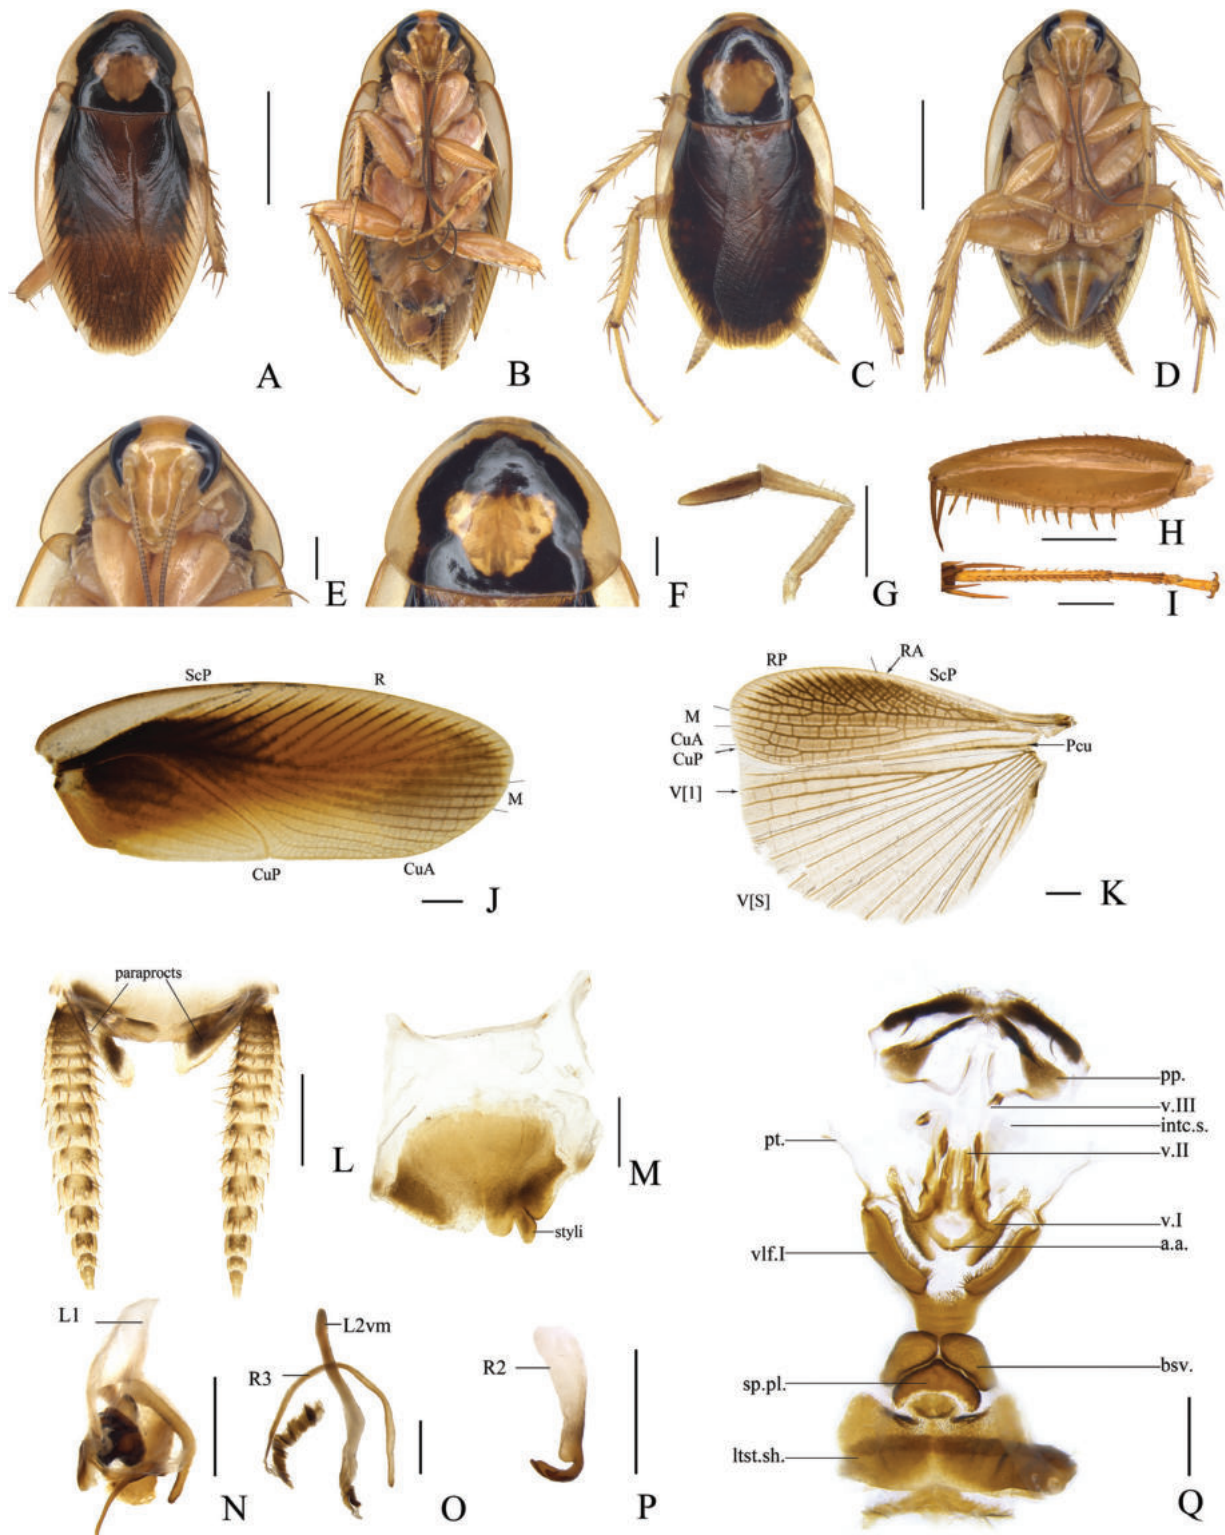 A
B
C
D
E
F
G
H
I
ScP
R
M
CuA
CuP
J
RP
RA
ScP
M
CuA
CuP
Pcu
V[1]
V[S]
K
paraprocts
L
M
styli
L1
N
L2vm
R3
O
R2
P
pp.
v.III
intc.s.
pt.
v.II
v.I
a.a.
vlf.I
bsv.
sp.pl.
ltst.sh.
Q